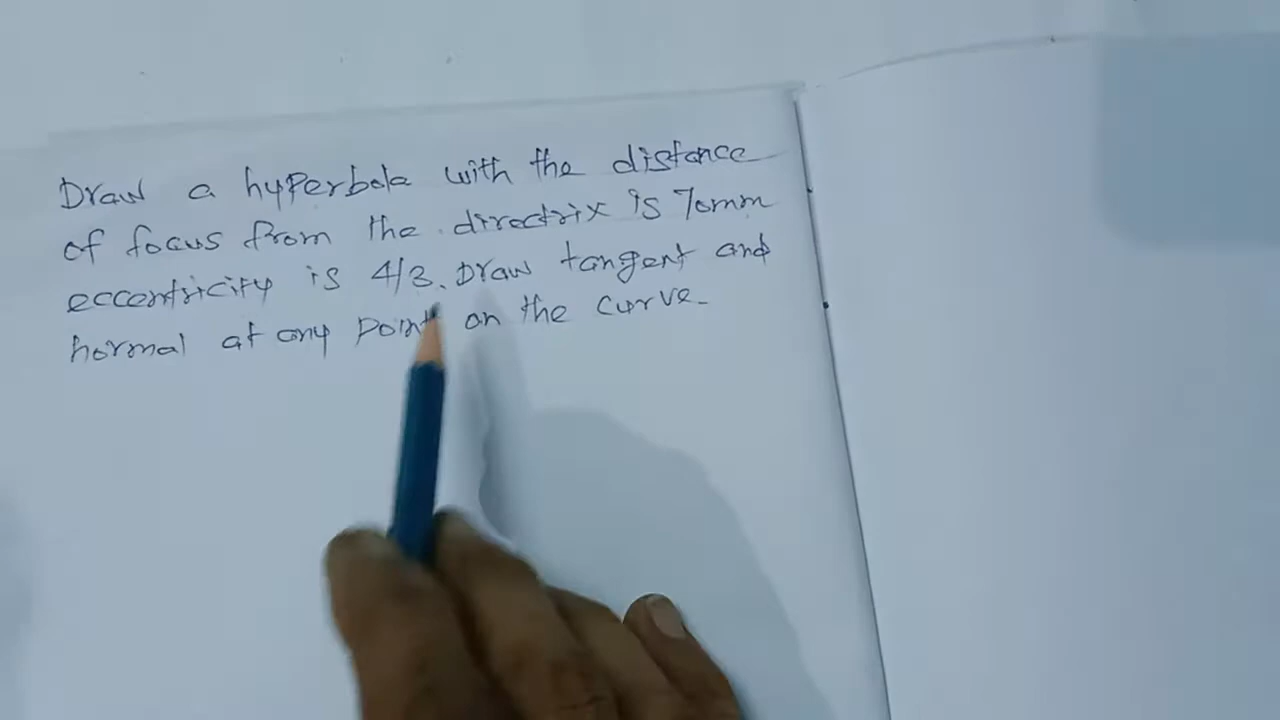 Draw a hyperbola with the distance
of focus from the directrix is 70mm
eccentricity is 4/3. Draw tangent and
normal at any point on the curve.